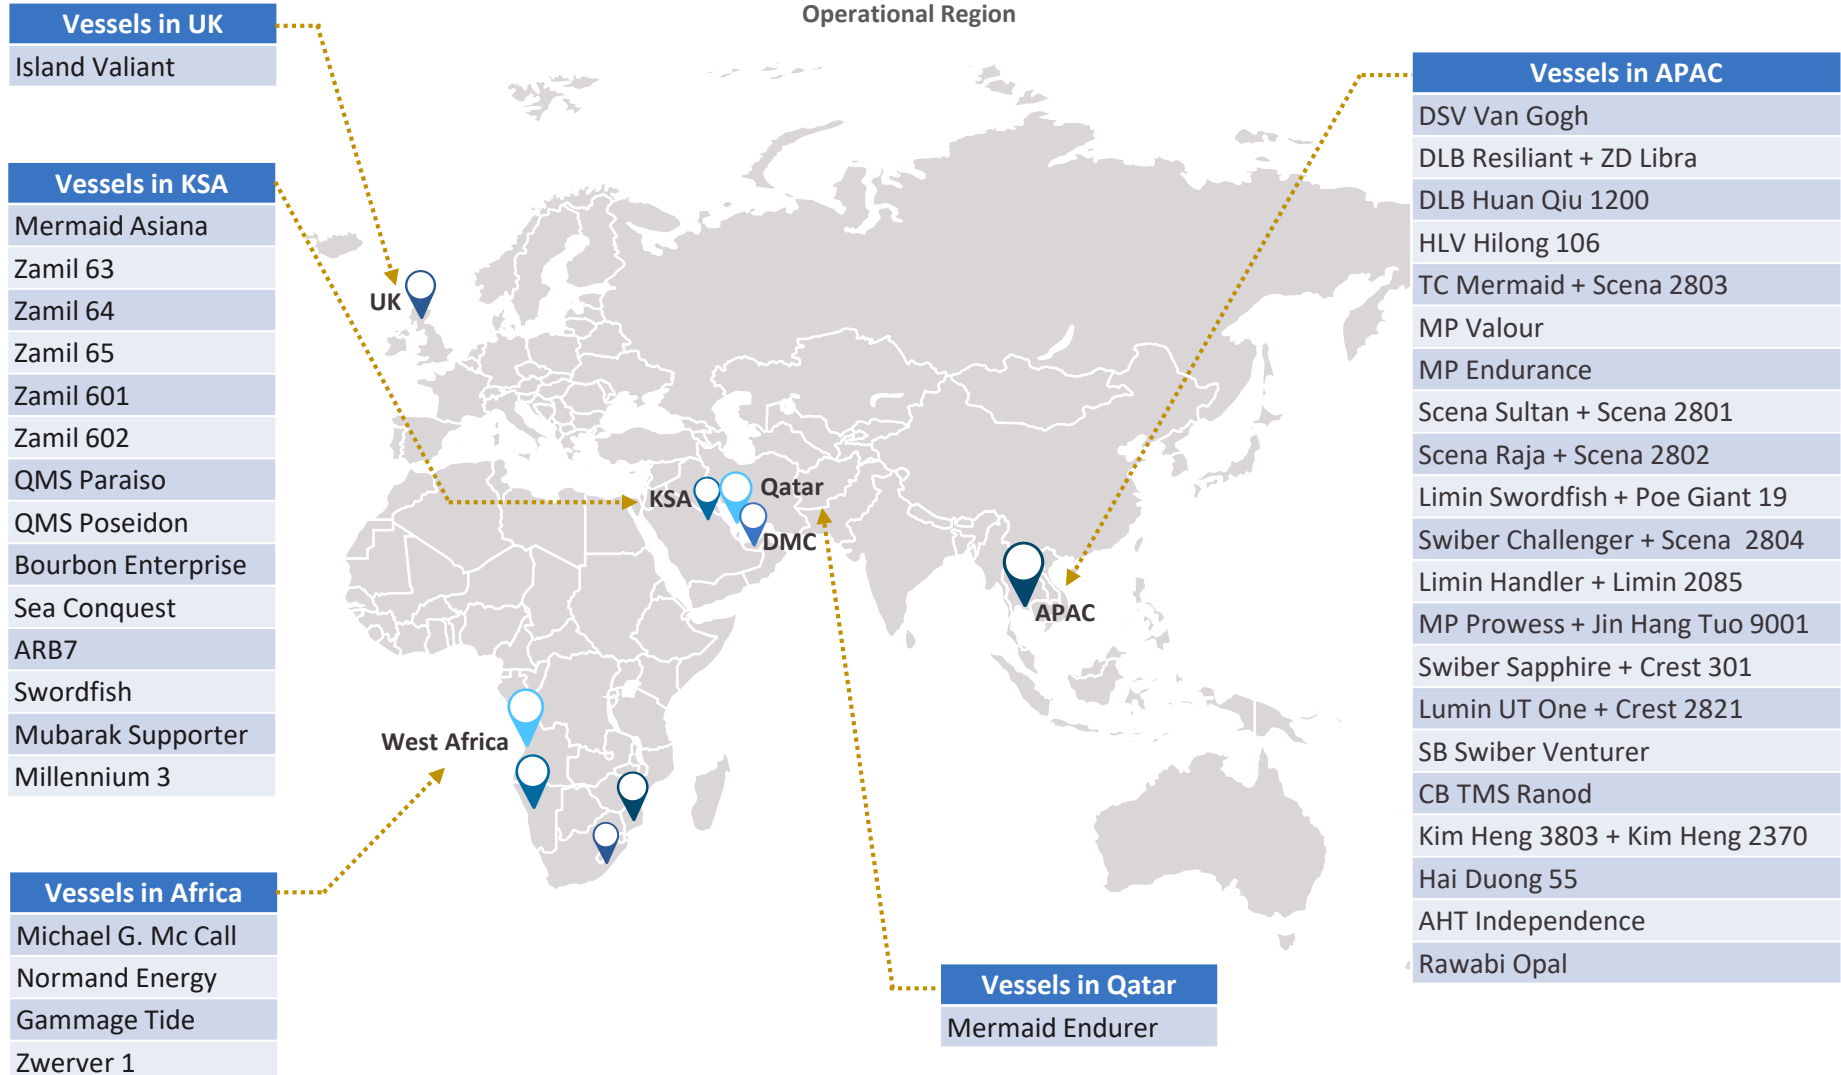 Operational Region
Vessels in UK
Island Valiant
Vessels in KSA
Mermaid Asiana
Zamil 63
Zamil 64
Zamil 65
Zamil 601
Zamil 602
QMS Paraiso
QMS Poseidon
Bourbon Enterprise
Sea Conquest
ARB7
Swordfish
Mubarak Supporter
Millennium 3
Vessels in Africa
Michael G. Mc Call
Normand Energy
Gammage Tide
Zwerver 1
UK
KSA
Qatar
DMC
APAC
West Africa
Vessels in Qatar
Mermaid Endurer
Vessels in APAC
DSV Van Gogh
DLB Resiliant + ZD Libra
DLB Huan Qiu 1200
HLV Hilong 106
TC Mermaid + Scena 2803
MP Valour
MP Endurance
Scena Sultan + Scena 2801
Scena Raja + Scena 2802
Limin Swordfish + Poe Giant 19
Swiber Challenger + Scena 2804
Limin Handler + Limin 2085
MP Prowess + Jin Hang Tuo 9001
Swiber Sapphire + Crest 301
Lumin UT One + Crest 2821
SB Swiber Venturer
CB TMS Ranod
Kim Heng 3803 + Kim Heng 2370
Hai Duong 55
AHT Independence
Rawabi Opal